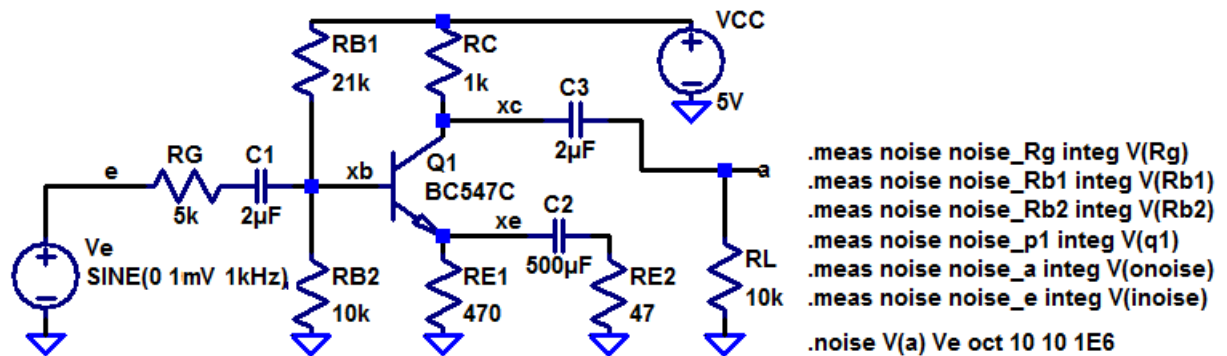 VCC
5V
RB1
21k
RC
1k
C3
2µF
xc
e
RG
5k
C1
2µF
xb
Q1
BC547C
a
Ve
SINE(0 1mV 1kHz)
RB2
10k
xe
C2
500µF
RE1
470
RE2
47
RL
10k
.meas noise noise_Rg integ V(Rg)
.meas noise noise_Rb1 integ V(Rb1)
.meas noise noise_Rb2 integ V(Rb2)
.meas noise noise_p1 integ V(q1)
.meas noise noise_a integ V(onoise)
.meas noise noise_e integ V(inoise)
.noise V(a) Ve oct 10 10 1E6